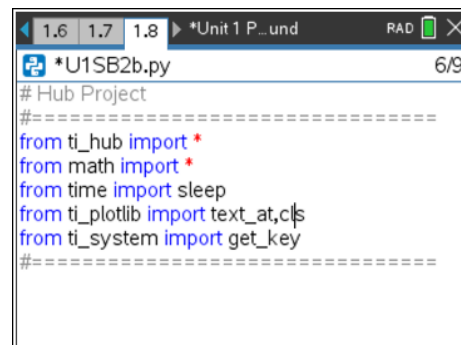 1.6 1.7 1.8 *Unit 1 P...und RAD
*U1SB2b.py 6/9
# Hub Project
#================================
from ti_hub import *
from math import *
from time import sleep
from ti_plotlib import text_at,cls
from ti_system import get_key
#================================